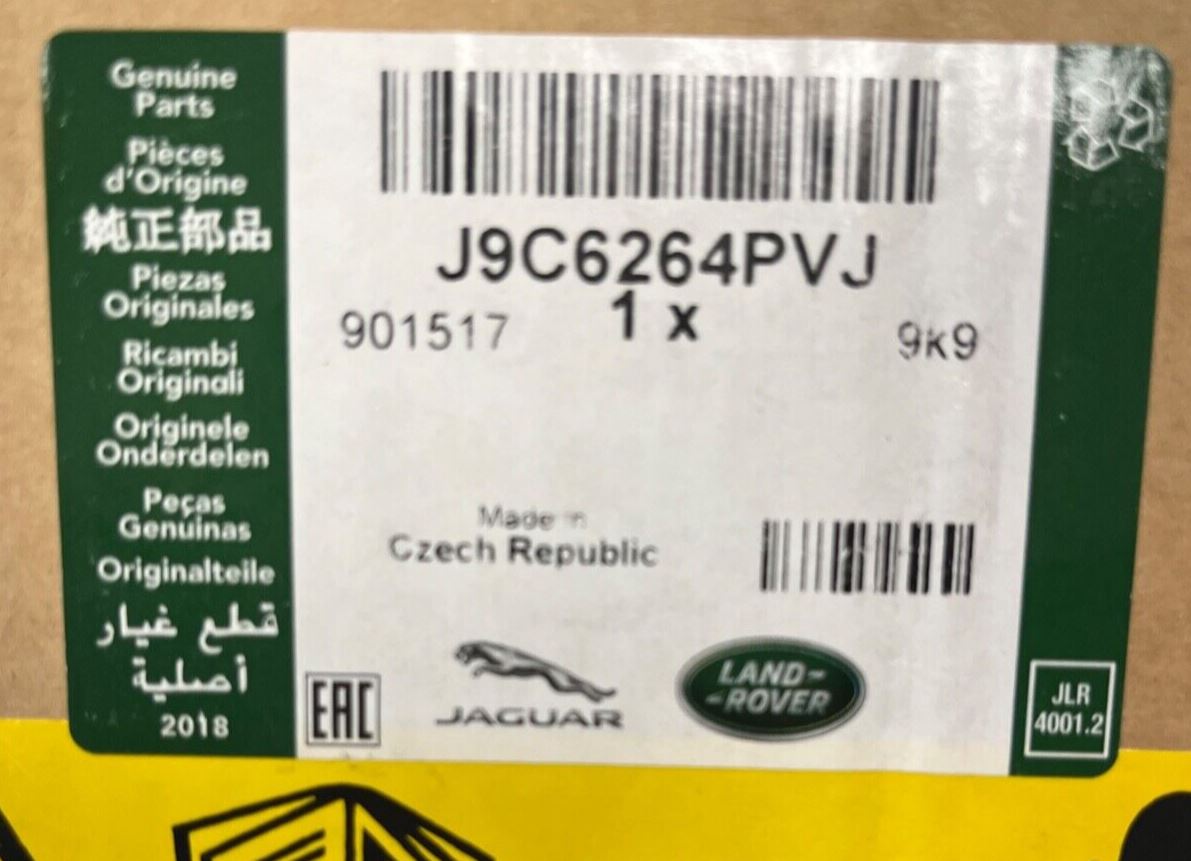 Genuine
Parts
Pièces
d'Origine
純正部品
Piezas
Originales
Ricambi
Originali
Originele
Onderdelen
Peças
Genuinas
Originalteile
قطع غيار
أصلية
2018
J9C6264PVJ
1 x
901517
9K9
Made in
Czech Republic
EAC
JAGUAR
LAND-
-ROVER
JLR
4001.2